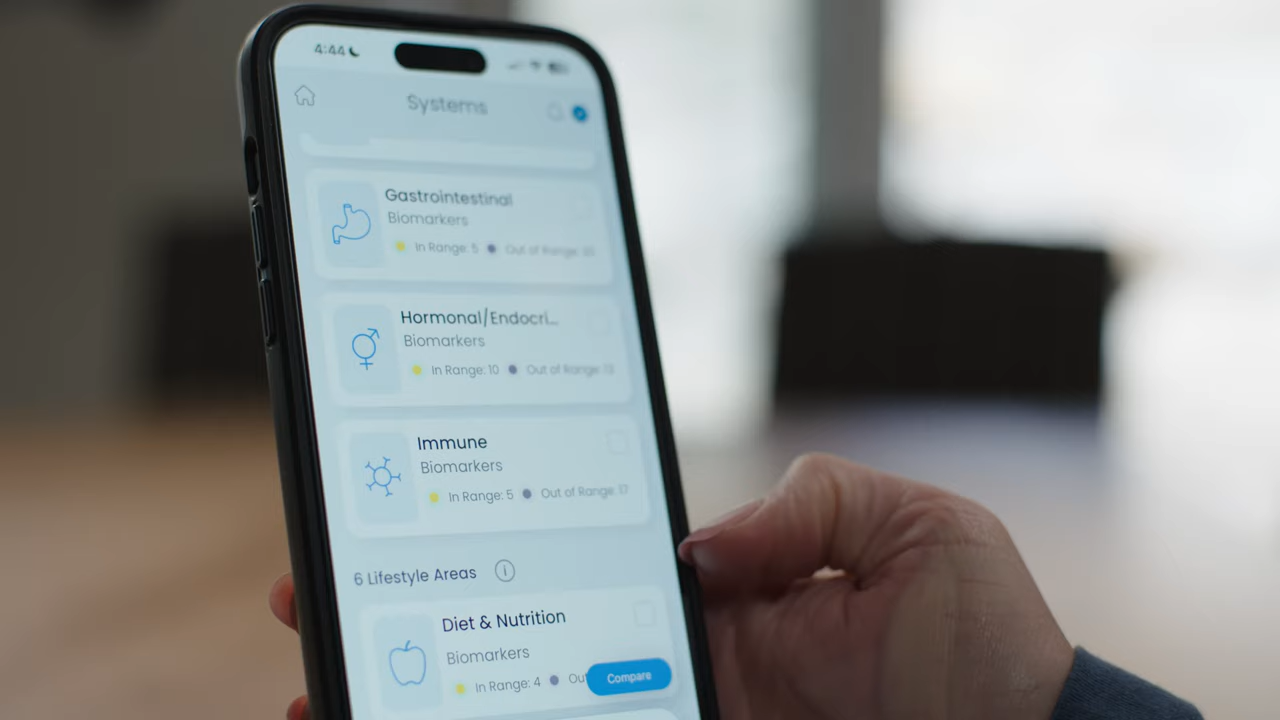 4:44
Systems
Gastrointestinal
Biomarkers
In Range: 5 Out of Range:
Hormonal/Endocri...
Biomarkers
In Range: 10 Out of Range: 13
Immune
Biomarkers
In Range: 5 Out of Range: 17
6 Lifestyle Areas
Diet & Nutrition
Biomarkers
In Range: 4 Ou
Compare